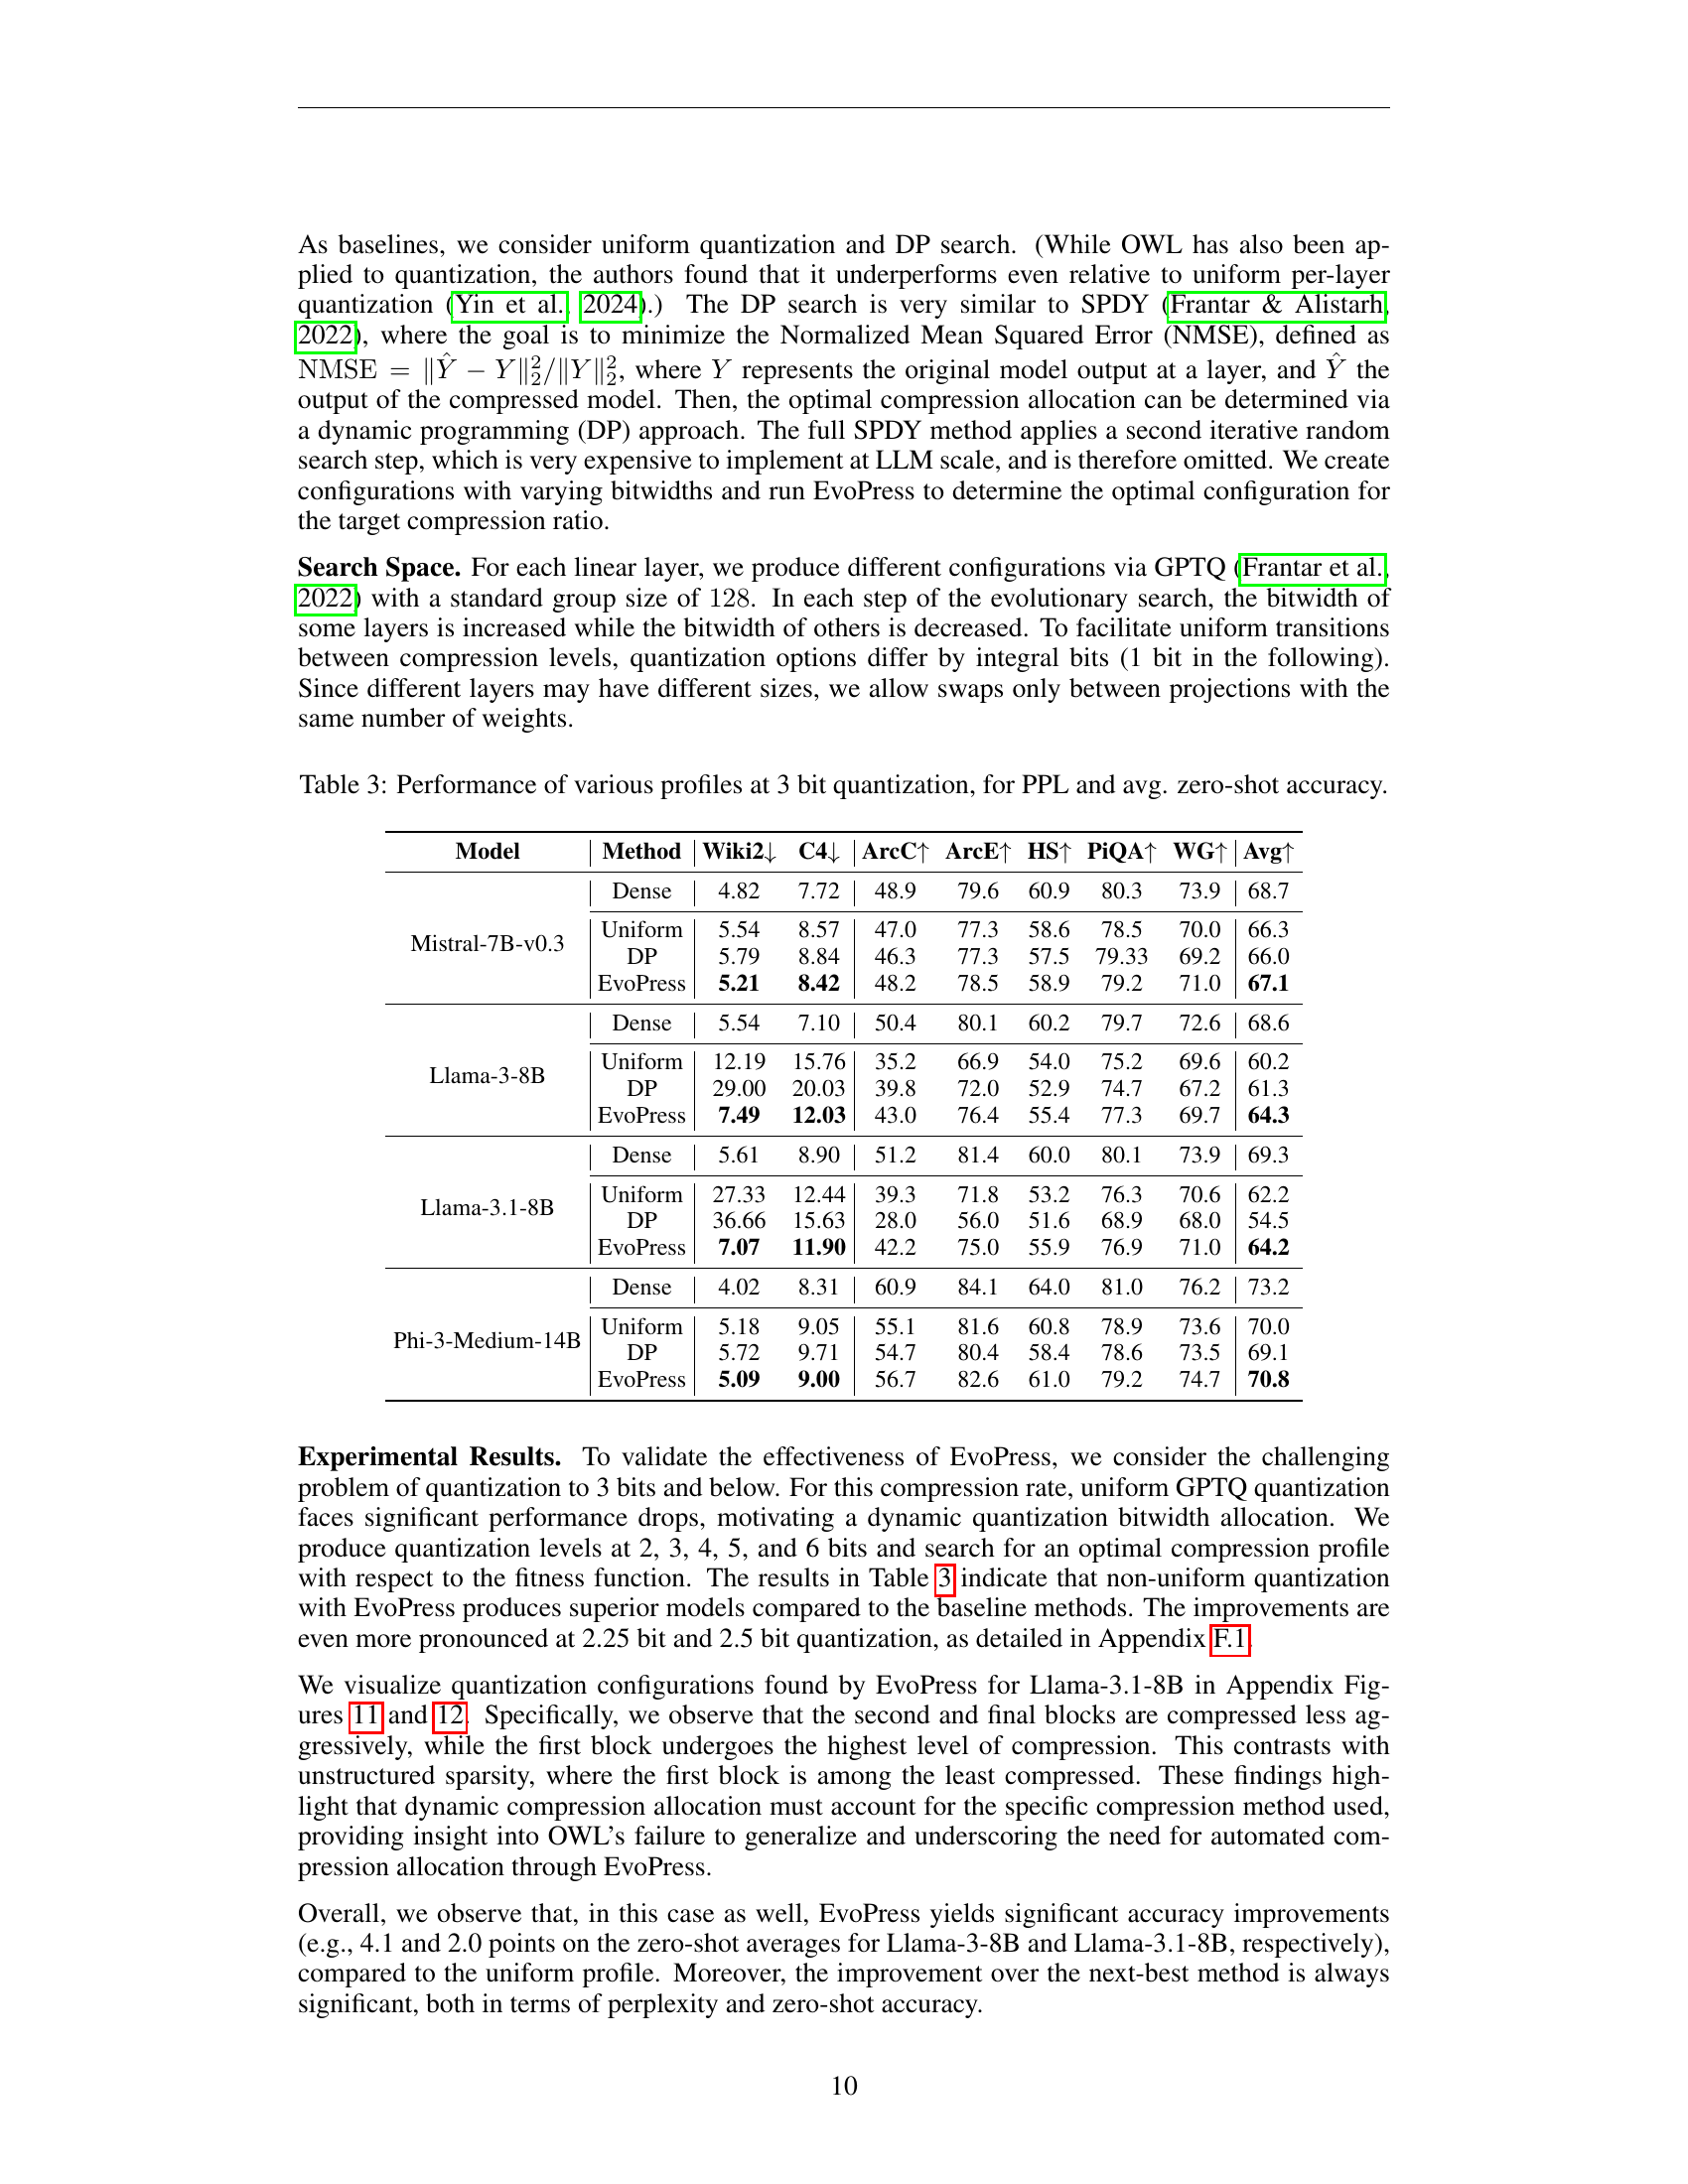 As baselines, we consider uniform quantization and DP search. (While OWL has also been ap-
plied to quantization, the authors found that it underperforms even relative to uniform per-layer
quantization (Yin et al., 2024).) The DP search is very similar to SPDY (Frantar & Alistarh,
2022), where the goal is to minimize the Normalized Mean Squared Error (NMSE), defined as
NMSE = ∥Ŷ − Y∥²₂/∥Y∥²₂, where Y represents the original model output at a layer, and Ŷ the
output of the compressed model. Then, the optimal compression allocation can be determined via
a dynamic programming (DP) approach. The full SPDY method applies a second iterative random
search step, which is very expensive to implement at LLM scale, and is therefore omitted. We create
configurations with varying bitwidths and run EvoPress to determine the optimal configuration for
the target compression ratio.
Search Space. For each linear layer, we produce different configurations via GPTQ (Frantar et al.,
2022) with a standard group size of 128. In each step of the evolutionary search, the bitwidth of
some layers is increased while the bitwidth of others is decreased. To facilitate uniform transitions
between compression levels, quantization options differ by integral bits (1 bit in the following).
Since different layers may have different sizes, we allow swaps only between projections with the
same number of weights.
Table 3: Performance of various profiles at 3 bit quantization, for PPL and avg. zero-shot accuracy.
Model Method Wiki2↓ C4↓ ArcC↑ ArcE↑ HS↑ PiQA↑ WG↑ Avg↑
Mistral-7B-v0.3
Dense 4.82 7.72 48.9 79.6 60.9 80.3 73.9 68.7
Uniform 5.54 8.57 47.0 77.3 58.6 78.5 70.0 66.3
DP 5.79 8.84 46.3 77.3 57.5 79.33 69.2 66.0
EvoPress 5.21 8.42 48.2 78.5 58.9 79.2 71.0 67.1
Llama-3-8B
Dense 5.54 7.10 50.4 80.1 60.2 79.7 72.6 68.6
Uniform 12.19 15.76 35.2 66.9 54.0 75.2 69.6 60.2
DP 29.00 20.03 39.8 72.0 52.9 74.7 67.2 61.3
EvoPress 7.49 12.03 43.0 76.4 55.4 77.3 69.7 64.3
Llama-3.1-8B
Dense 5.61 8.90 51.2 81.4 60.0 80.1 73.9 69.3
Uniform 27.33 12.44 39.3 71.8 53.2 76.3 70.6 62.2
DP 36.66 15.63 28.0 56.0 51.6 68.9 68.0 54.5
EvoPress 7.07 11.90 42.2 75.0 55.9 76.9 71.0 64.2
Phi-3-Medium-14B
Dense 4.02 8.31 60.9 84.1 64.0 81.0 76.2 73.2
Uniform 5.18 9.05 55.1 81.6 60.8 78.9 73.6 70.0
DP 5.72 9.71 54.7 80.4 58.4 78.6 73.5 69.1
EvoPress 5.09 9.00 56.7 82.6 61.0 79.2 74.7 70.8
Experimental Results. To validate the effectiveness of EvoPress, we consider the challenging
problem of quantization to 3 bits and below. For this compression rate, uniform GPTQ quantization
faces significant performance drops, motivating a dynamic quantization bitwidth allocation. We
produce quantization levels at 2, 3, 4, 5, and 6 bits and search for an optimal compression profile
with respect to the fitness function. The results in Table 3 indicate that non-uniform quantization
with EvoPress produces superior models compared to the baseline methods. The improvements are
even more pronounced at 2.25 bit and 2.5 bit quantization, as detailed in Appendix F.1.
We visualize quantization configurations found by EvoPress for Llama-3.1-8B in Appendix Fig-
ures 11 and 12. Specifically, we observe that the second and final blocks are compressed less ag-
gressively, while the first block undergoes the highest level of compression. This contrasts with
unstructured sparsity, where the first block is among the least compressed. These findings high-
light that dynamic compression allocation must account for the specific compression method used,
providing insight into OWL's failure to generalize and underscoring the need for automated com-
pression allocation through EvoPress.
Overall, we observe that, in this case as well, EvoPress yields significant accuracy improvements
(e.g., 4.1 and 2.0 points on the zero-shot averages for Llama-3-8B and Llama-3.1-8B, respectively),
compared to the uniform profile. Moreover, the improvement over the next-best method is always
significant, both in terms of perplexity and zero-shot accuracy.
10